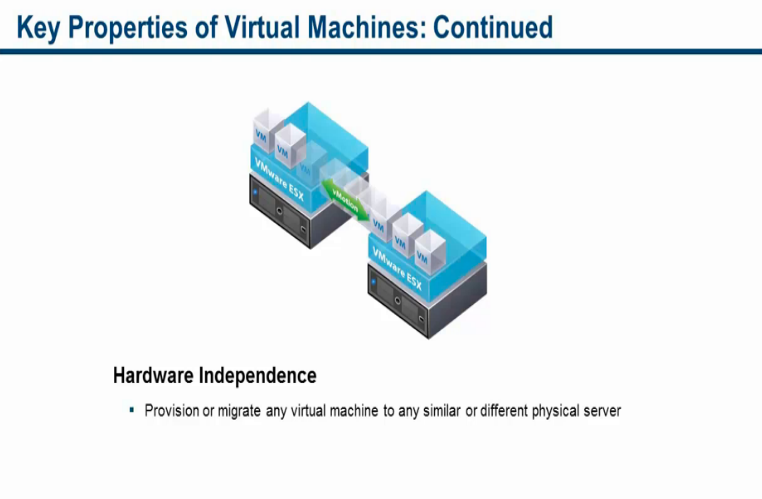 Key Properties of Virtual Machines: Continued
VM
VM
VM
VMware ESX
vMotion
VM
VM
VM
VMware ESX
Hardware Independence
▪ Provision or migrate any virtual machine to any similar or different physical server